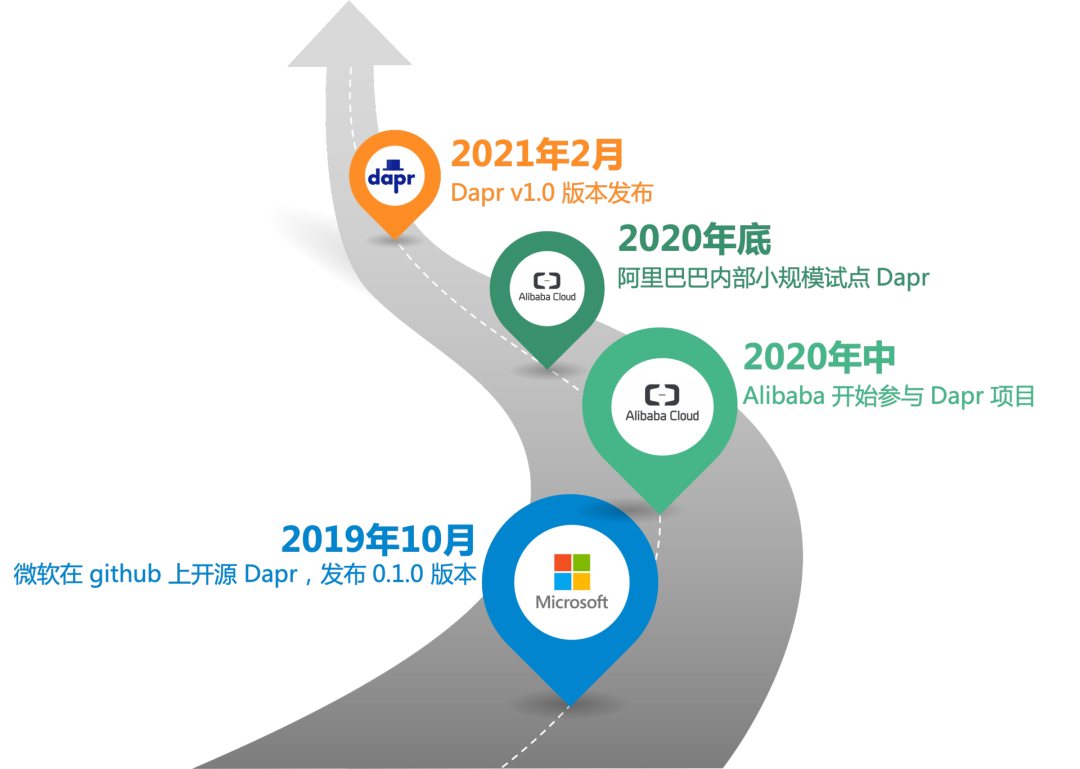 dapr
2021年2月
Dapr v1.0 版本发布
2020年底
阿里巴巴内部小规模试点 Dapr
Alibaba Cloud
2020年中
Alibaba 开始参与 Dapr 项目
Alibaba Cloud
2019年10月
微软在 github 上开源 Dapr，发布 0.1.0 版本
Microsoft